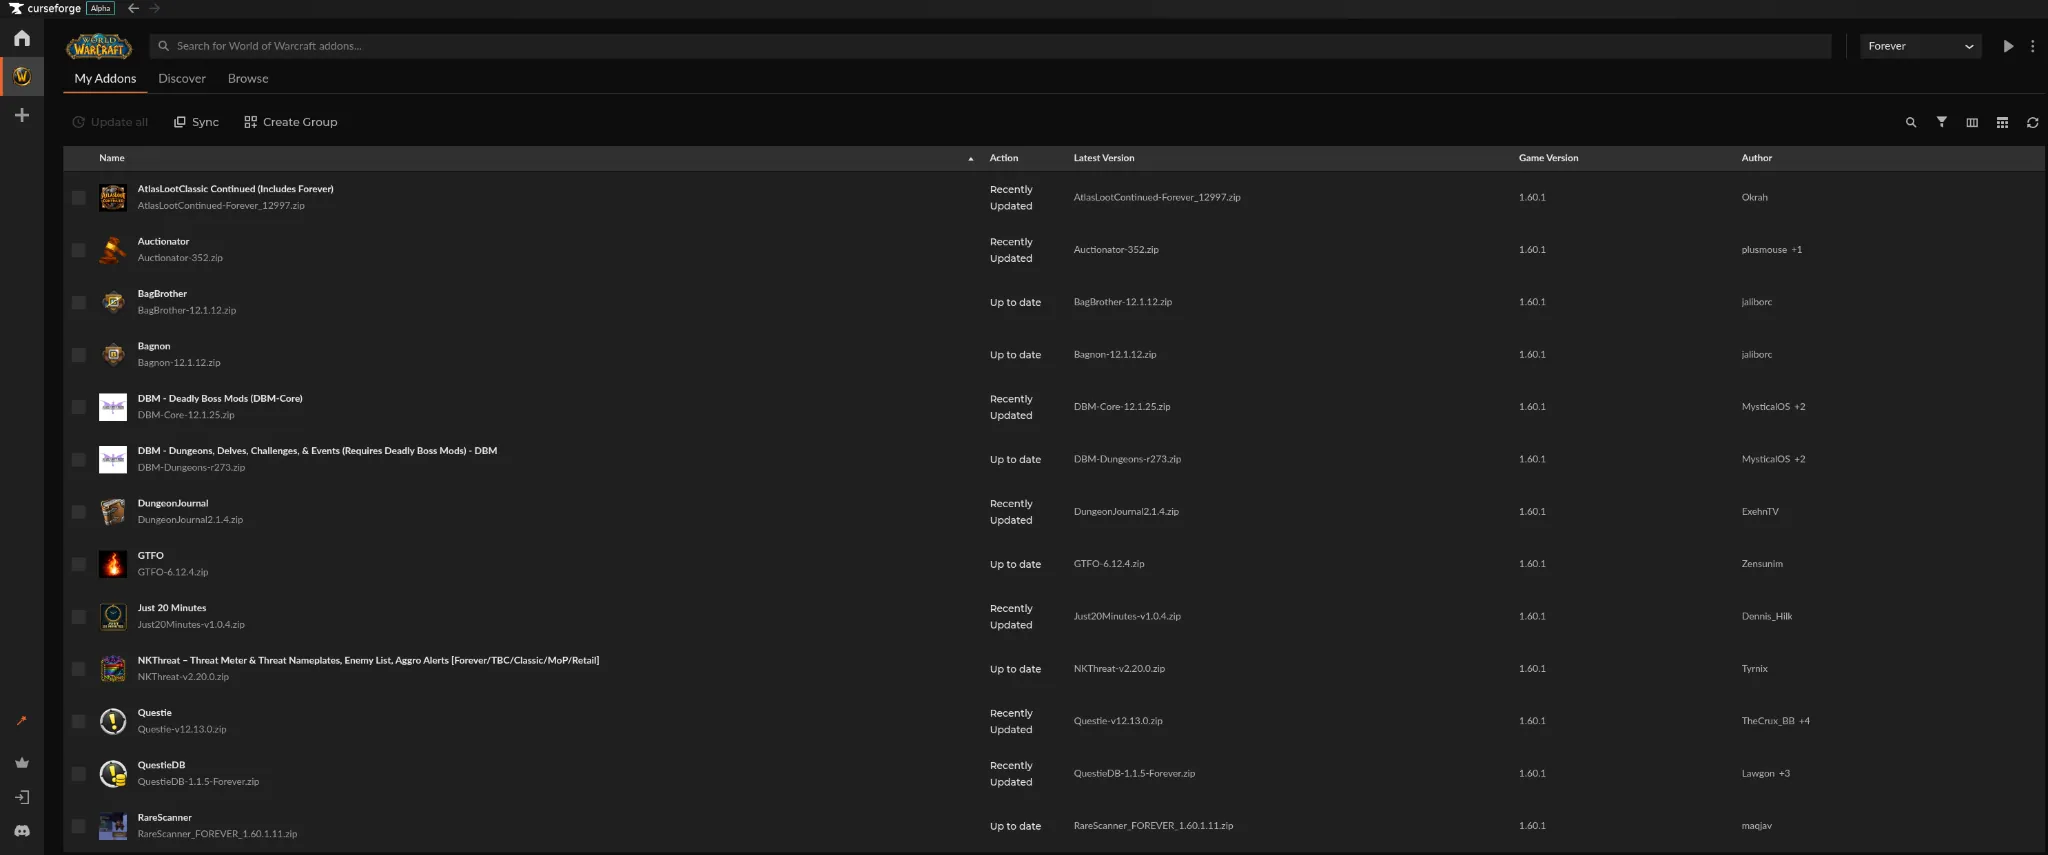 curseforge Alpha
WORLD
WARCRAFT
Search for World of Warcraft addons...
Forever
My Addons Discover Browse
Update all Sync Create Group
Name Action Latest Version Game Version Author
AtlasLootClassic Continued (Includes Forever)
AtlasLootContinued-Forever_12997.zip
Recently
Updated
AtlasLootContinued-Forever_12997.zip
1.60.1
Okrah
Auctionator
Auctionator-352.zip
Recently
Updated
Auctionator-352.zip
1.60.1
plusmouse +1
BagBrother
BagBrother-12.1.12.zip
Up to date
BagBrother-12.1.12.zip
1.60.1
jaliborc
Bagnon
Bagnon-12.1.12.zip
Up to date
Bagnon-12.1.12.zip
1.60.1
jaliborc
DBM - Deadly Boss Mods (DBM-Core)
DBM-Core-12.1.25.zip
Recently
Updated
DBM-Core-12.1.25.zip
1.60.1
MysticalOS +2
DBM - Dungeons, Delves, Challenges, & Events (Requires Deadly Boss Mods) - DBM
DBM-Dungeons-r273.zip
Up to date
DBM-Dungeons-r273.zip
1.60.1
MysticalOS +2
DungeonJournal
DungeonJournal2.1.4.zip
Recently
Updated
DungeonJournal2.1.4.zip
1.60.1
ExehnTV
GTFO
GTFO-6.12.4.zip
Up to date
GTFO-6.12.4.zip
1.60.1
Zensunim
Just 20 Minutes
Just20Minutes-v1.0.4.zip
Recently
Updated
Just20Minutes-v1.0.4.zip
1.60.1
Dennis_Hilk
NKThreat – Threat Meter & Threat Nameplates, Enemy List, Aggro Alerts [Forever/TBC/Classic/MoP/Retail]
NKThreat-v2.20.0.zip
Up to date
NKThreat-v2.20.0.zip
1.60.1
Tyrnix
Questie
Questie-v12.13.0.zip
Recently
Updated
Questie-v12.13.0.zip
1.60.1
TheCrux_BB +4
QuestieDB
QuestieDB-1.1.5-Forever.zip
Recently
Updated
QuestieDB-1.1.5-Forever.zip
1.60.1
Lawgon +3
RareScanner
RareScanner_FOREVER_1.60.1.11.zip
Up to date
RareScanner_FOREVER_1.60.1.11.zip
1.60.1
maqjav